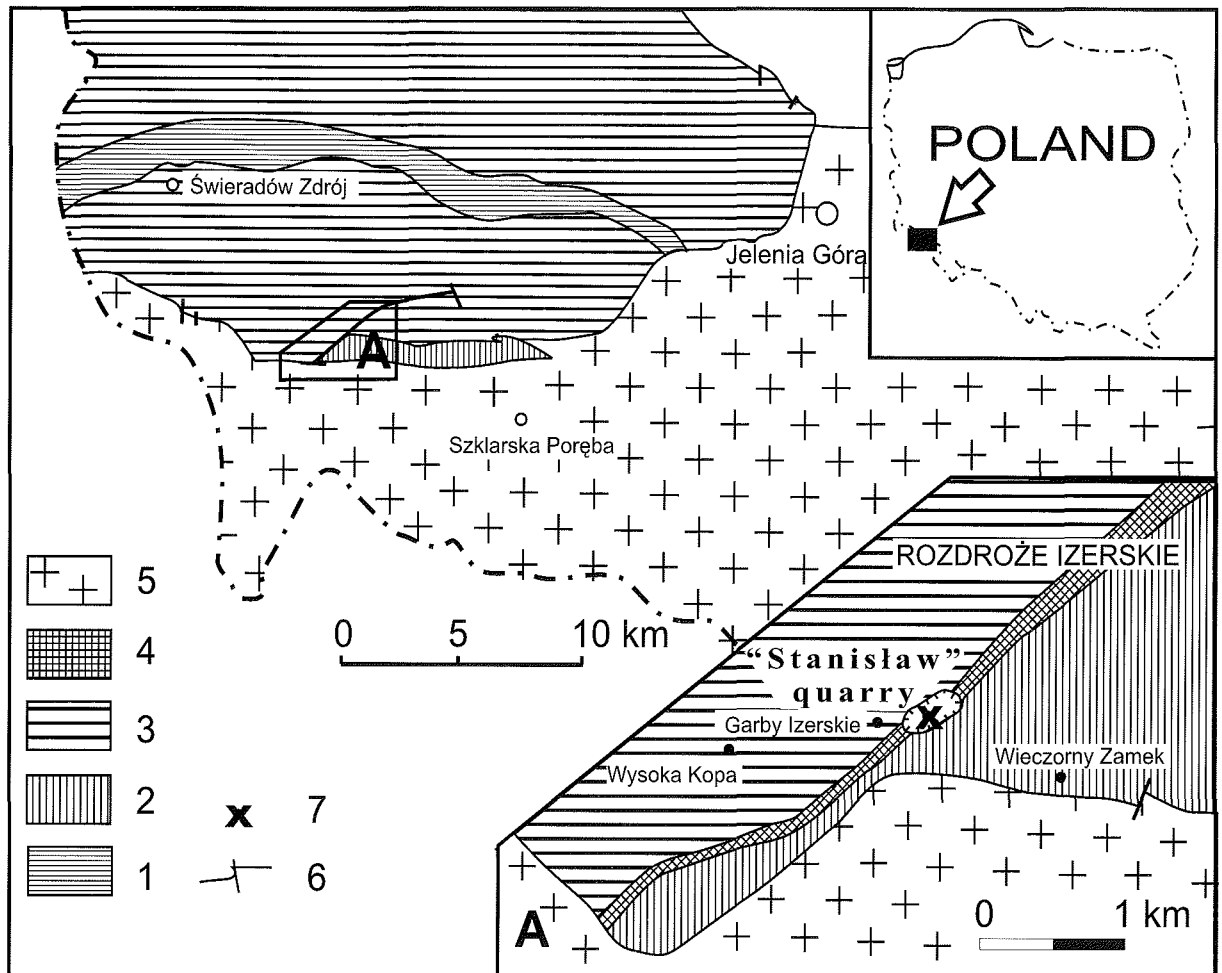 POLAND
Świeradów Zdrój
Jelenia Góra
A
Szklarska Poręba
5
4
3
2
1
x 7
6
0 5 10 km
ROZDROŻE IZERSKIE
“Stanisław”
quarry
x
Garby Izerskie
Wysoka Kopa
Wieczorny Zamek
A
0 1 km